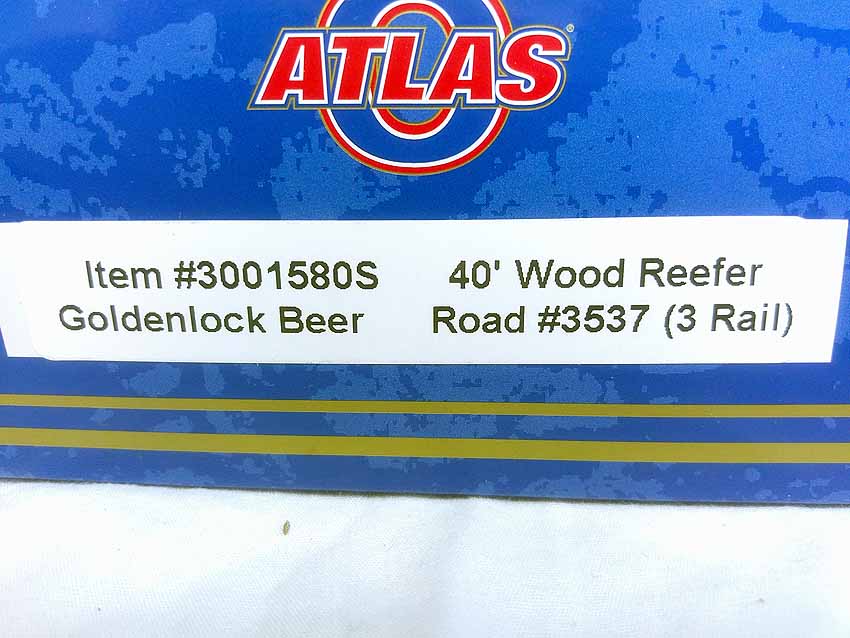 ATLAS
Item #3001580S 40' Wood Reefer
Goldenlock Beer Road #3537 (3 Rail)